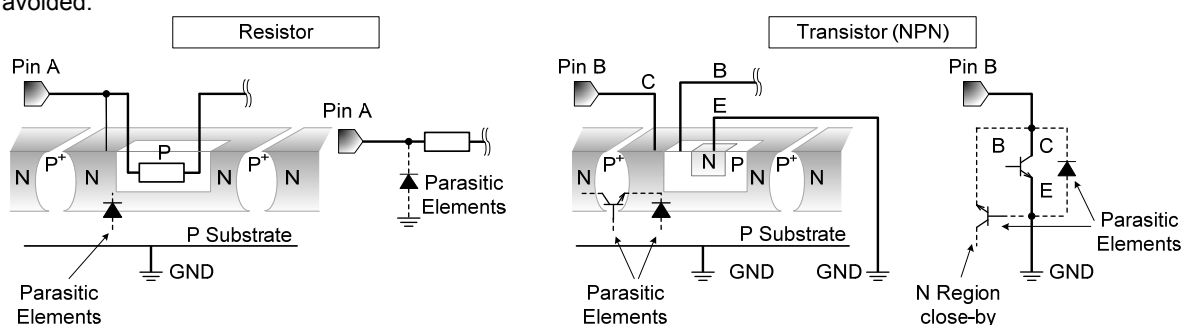 avoided.
Resistor
Transistor (NPN)
Pin A
Pin A
P
N
P+
N
N
P+
N
Parasitic
Elements
P Substrate
GND
Parasitic
Elements
Pin B
C
B
E
N
P+
N
N
P
N
P+
N
P Substrate
GND
GND
Parasitic
Elements
Pin B
B
C
E
Parasitic
Elements
GND
N Region
close-by